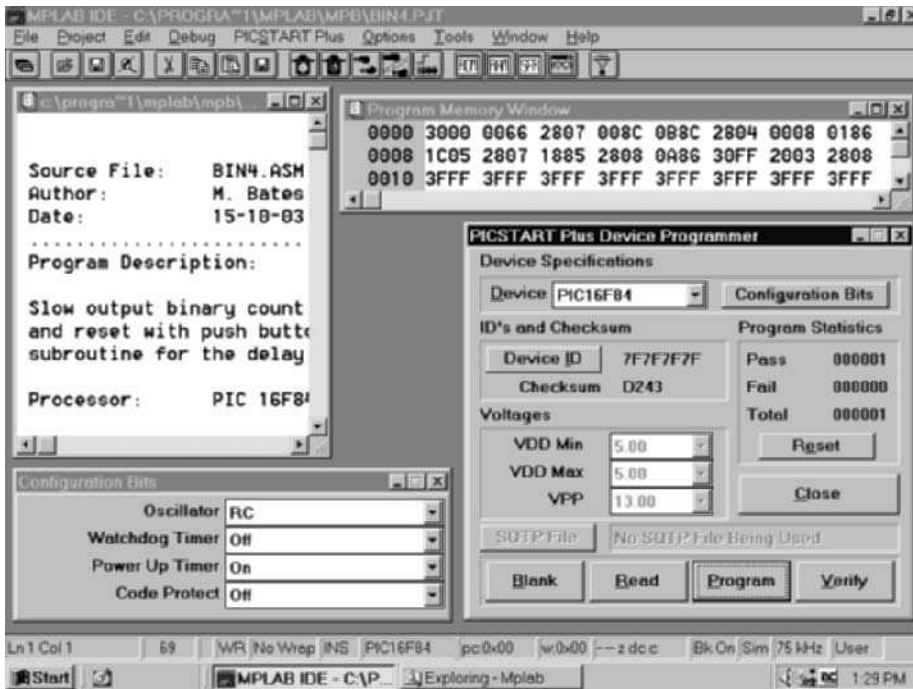 MPLAB IDE - C:\PROGRA~1\MPLAB\MPB\BIN4.PJT
File Project Edit Debug PICSTART Plus Options Tools Window Help
c:\progra~1\mplab\mpb\...
Source File: BIN4.ASM
Author: M. Bates
Date: 15-10-03
Program Description:
Slow output binary count
and reset with push butto
subroutine for the delay
Processor: PIC 16F84
Program Memory Window
0000 3000 0066 2807 008C 0B8C 2804 0008 0186
0008 1C05 2807 1885 2808 0A86 30FF 2003 2808
0010 3FFF 3FFF 3FFF 3FFF 3FFF 3FFF 3FFF 3FFF
PICSTART Plus Device Programmer
Device Specifications
Device PIC16F84 Configuration Bits
ID's and Checksum Program Statistics
Device ID 7F7F7F7F Pass 000001
Checksum D243 Fail 000000
Voltages Total 000001
VDD Min 5.00 Reset
VDD Max 5.00
VPP 13.00 Close
SQTP File No SQTP File Being Used
Blank Read Program Verify
Configuration Bits
Oscillator RC
Watchdog Timer Off
Power Up Timer On
Code Protect Off
Ln 1 Col 1 69 WR No Wrap INS PIC16F84 pc:0x00 w:0x00 --- z dc c Bk On Sim 75 kHz User
Start MPLAB IDE - C:\P... Exploring - Mplab 1:29 PM